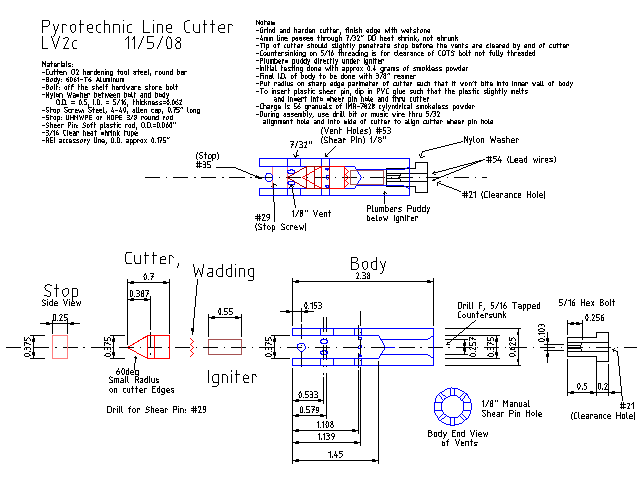 Pyrotechnic Line Cutter
LV2c 11/5/08
Materials:
-Cutter: O2 hardening tool steel, round bar
-Body: 6061-T6 Aluminum
-Bolt: off the shelf hardware store bolt
-Nylon Washer between bolt and body
O.D. = 0.5, I.D. = 5/16, thickness=0.062
-Stop Screw Steel, 4-40, allen cap, 0.75" long
-Stop: UHMWPE or HDPE 3/8 round rod
-Shear Pin: Soft plastic rod, O.D.=0.060"
-3/16 Clear heat shrink tube
-REI accessory line, O.D. approx 0.175"
Notes:
-Grind and harden cutter, finish edge with wetstone
-4mm line passes through 7/32" OD heat shrink, not shrunk
-Tip of cutter should slightly penetrate stop before the vents are cleared by end of cutter
-Countersinking on 5/16 threading is for clearance of COTS bolt not fully threaded
-Plumbers puddy directly under ignitor
-Initial testing done with approx 0.4 grams of smokless powder
-Final I.D. of body to be done with 3/8" reamer
-Put radius on sharp edge perimeter of cutter such that it won't bite into inner wall of body
-To insert plastic shear pin, dip in PVC glue such that the plastic slightly melts
and insert into sheer pin hole and thru cutter
-Charge is 56 granuals of IMR-7828 cylindrical smokeless powder
-During assembly, use drill bit or music wire thru 5/32
alignment hole and to side of cutter to align cutter shear pin hole
(Vent Holes) #53
(Shear Pin) 1/8"
7/32"
Nylon Washer
(Stop)
#35
#54 (Lead wires)
#21 (Clearance Hole)
#29
(Stop Screw)
1/8" Vent
Plumbers Puddy
below Igniter
Cutter,
Wadding
Body
0.7
2.38
Stop
Side View
0.387
0.25
0.55
0.153
Drill F, 5/16 Tapped
Countersunk
5/16 Hex Bolt
0.256
0.375
0.375
0.375
0.375
0.257
0.375
0.625
0.103
60deg
Small Radius
on cutter Edges
Igniter
0.5
0.2
#21
(Clearance Hole)
Drill for Shear Pin: #29
0.533
0.579
1.108
1.139
1.45
1/8" Manual
Shear Pin Hole
Body End View
of Vents